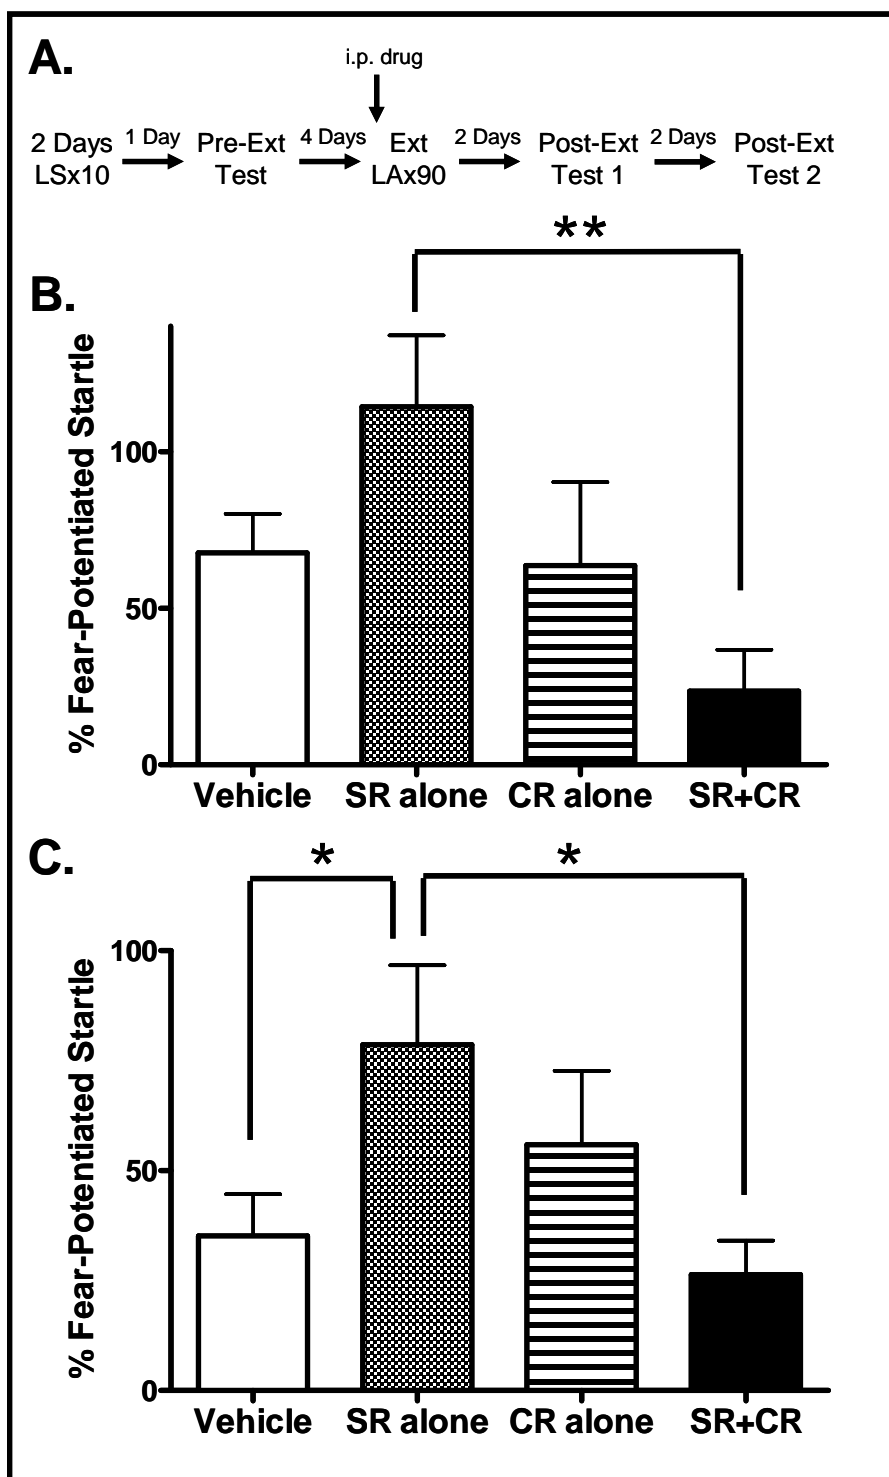 A.
i.p. drug
2 Days 1 Day Pre-Ext 4 Days Ext 2 Days Post-Ext 2 Days Post-Ext
LSx10 Test LAx90 Test 1 Test 2
**
B.
% Fear-Potentiated Startle
100
50
0
Vehicle SR alone CR alone SR+CR
C.
* *
% Fear-Potentiated Startle
100
50
0
Vehicle SR alone CR alone SR+CR